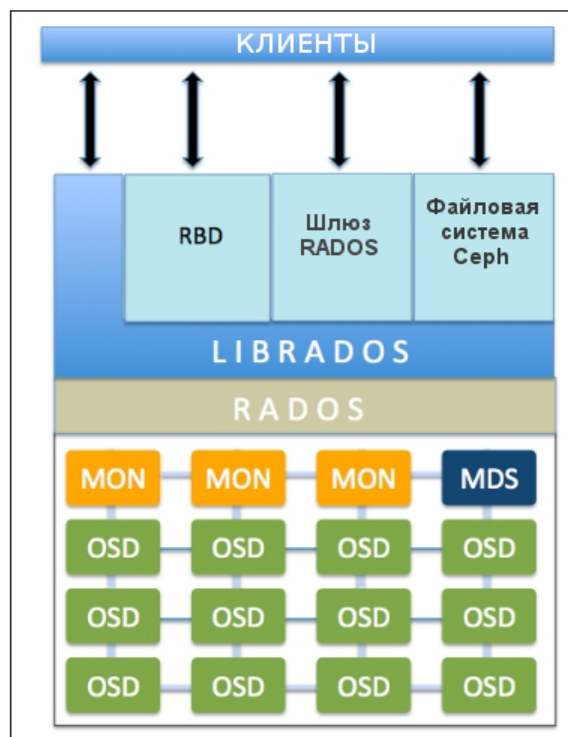 КЛИЕНТЫ
RBD
Шлюз
RADOS
Файловая
система
Ceph
LIBRADOS
RADOS
MON MON MON MDS
OSD OSD OSD OSD
OSD OSD OSD OSD
OSD OSD OSD OSD